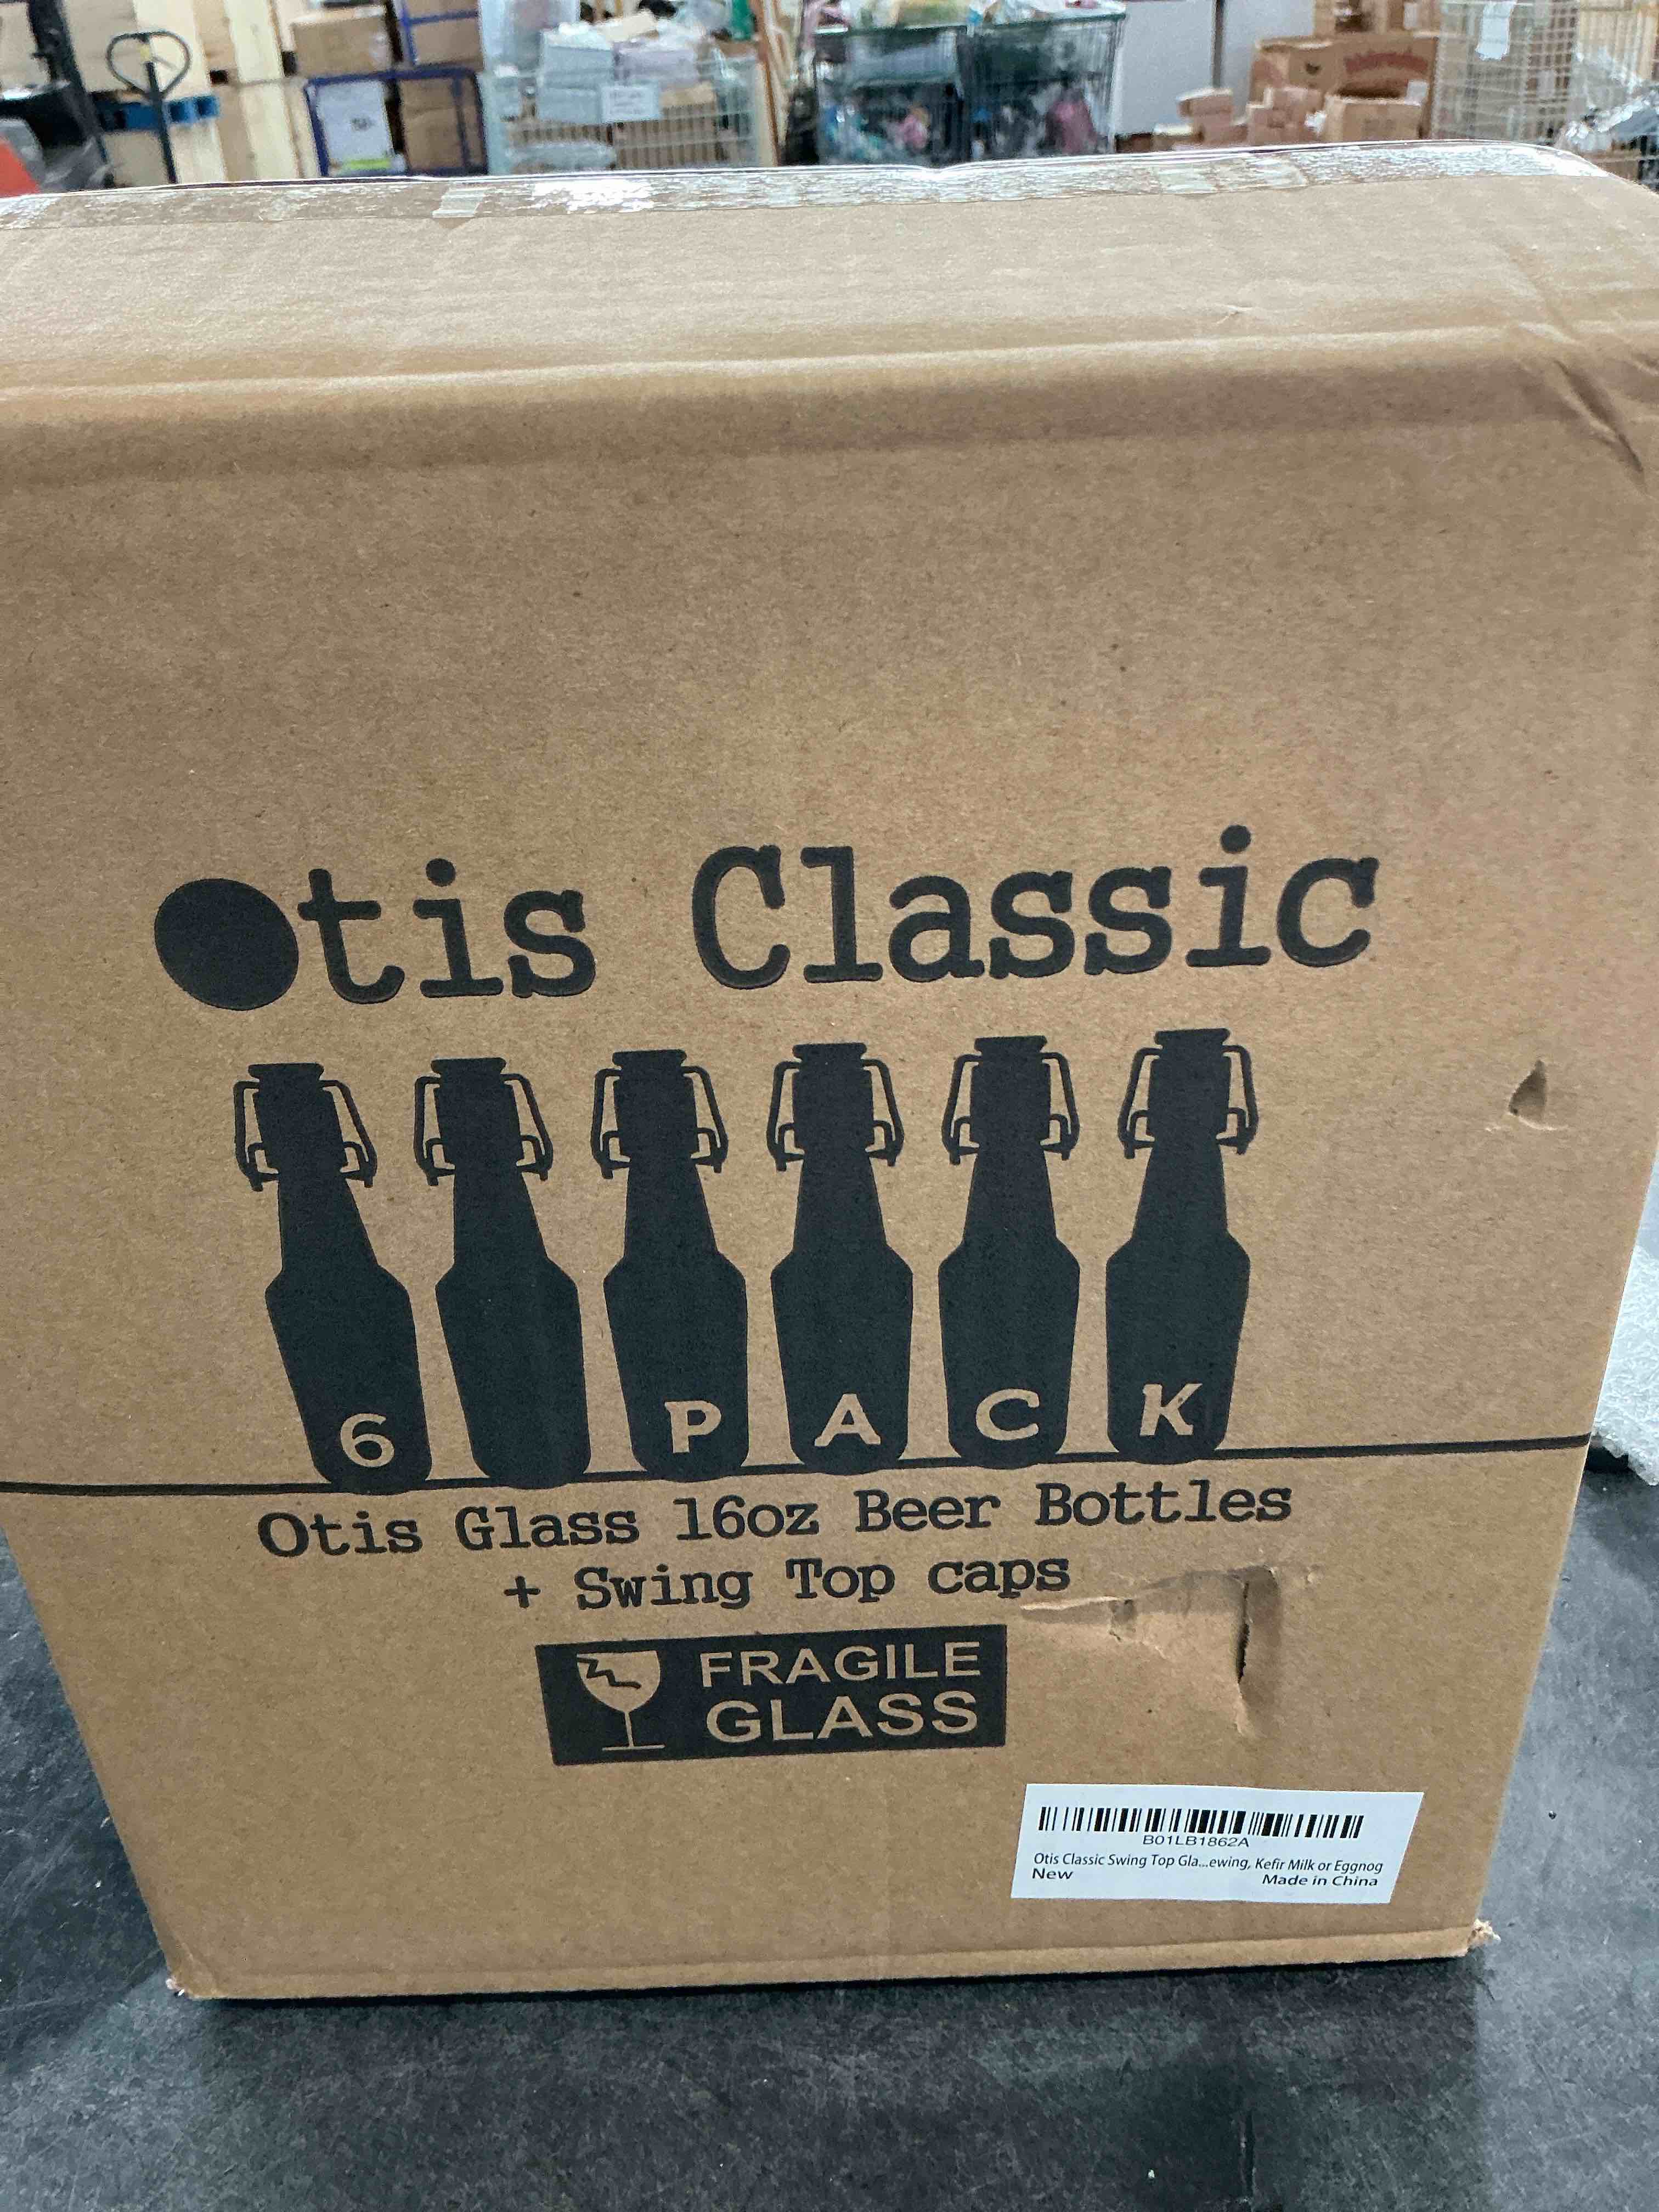 Otis Classic
6 PACK
Otis Glass 16oz Beer Bottles
+ Swing Top caps
FRAGILE
GLASS
B01LB1862A
Otis Classic Swing Top Gla...ewing, Kefir Milk or Eggnog
New Made in China